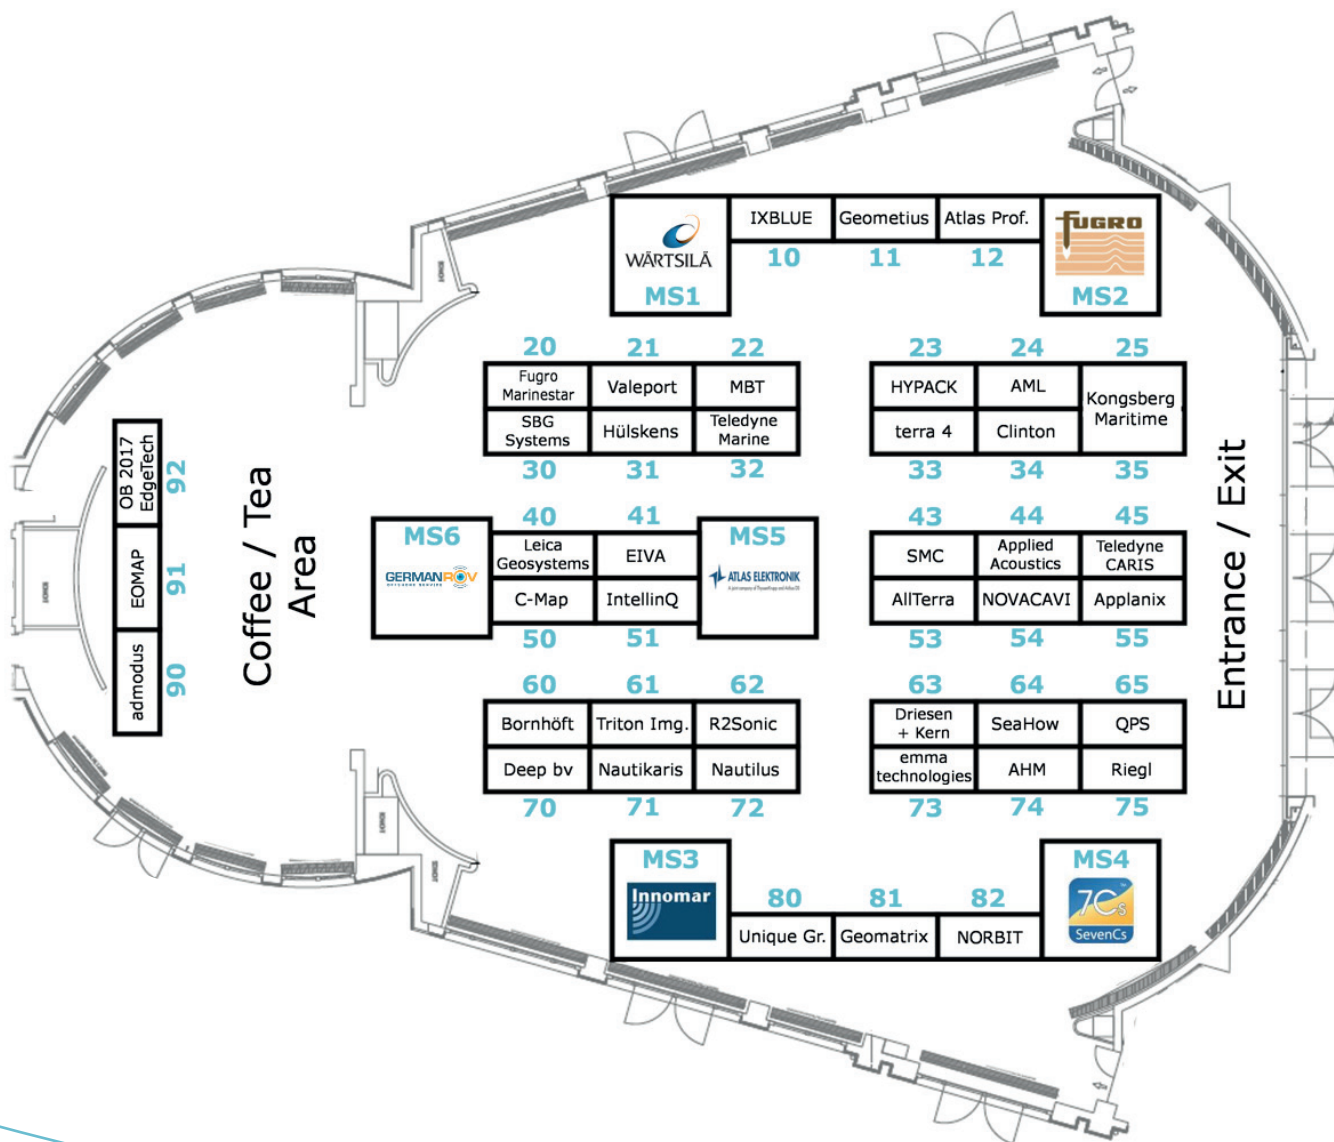 WÄRTSILÄ
MS1
IXBLUE
Geometius
Atlas Prof.
10
11
12
FUGRO
MS2
20
21
22
Fugro
Marinestar
Valeport
MBT
SBG
Systems
Hülskens
Teledyne
Marine
30
31
32
23
24
25
HYPACK
AML
Kongsberg
Maritime
terra 4
Clinton
33
34
35
OB 2017
EdgeTech
92
EOMAP
91
admodus
90
Coffee / Tea
Area
MS6
GERMANROV
40
41
Leica
Geosystems
EIVA
C-Map
IntellinQ
50
51
MS5
ATLAS ELEKTRONIK
43
44
45
SMC
Applied
Acoustics
Teledyne
CARIS
AllTerra
NOVACAVI
Applanix
53
54
55
Entrance / Exit
60
61
62
Bornhöft
Triton Img.
R2Sonic
Deep bv
Nautikaris
Nautilus
70
71
72
63
64
65
Driesen
+ Kern
SeaHow
QPS
emma
technologies
AHM
Riegl
73
74
75
MS3
Innomar
80
81
82
Unique Gr.
Geomatrix
NORBIT
MS4
7Cs
SevenCs